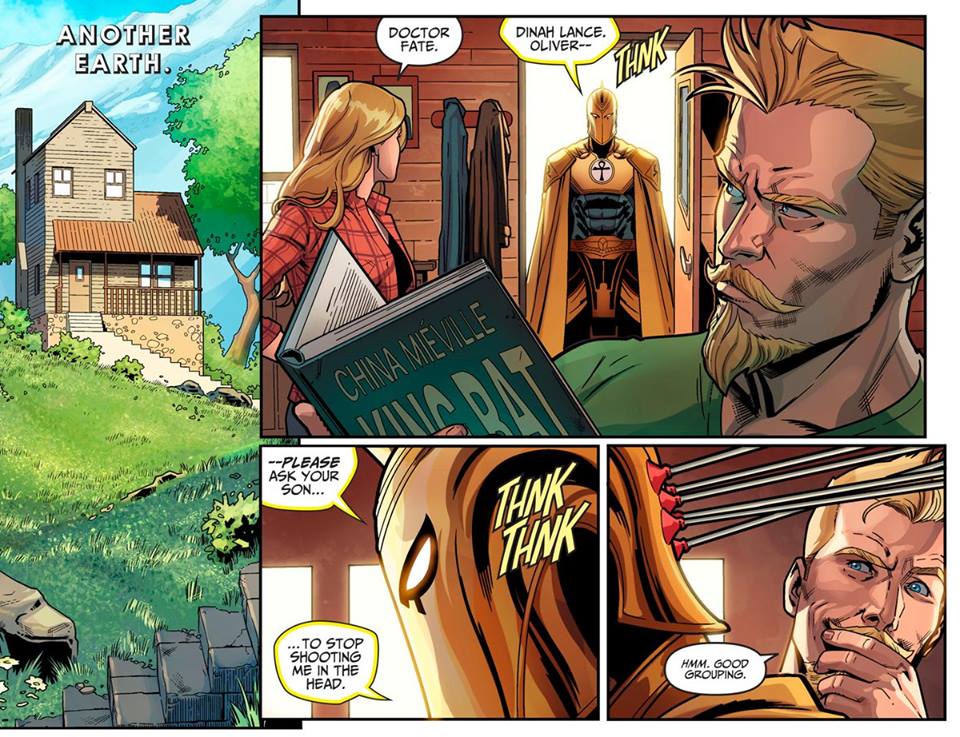 ANOTHER
EARTH.
DOCTOR
FATE.
DINAH LANCE.
OLIVER--
THNK
CHINA MIÉVILLE
KING RAT
--PLEASE
ASK YOUR
SON...
THNK
THNK
...TO STOP
SHOOTING
ME IN THE
HEAD.
HMM. GOOD
GROUPING.